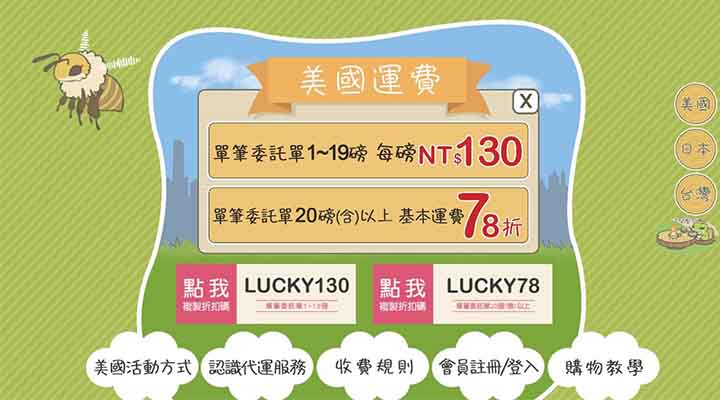 美國運費
X
單筆委託單1~19磅 每磅NT$130
單筆委託單20磅(含)以上 基本運費78折
點我
複製折扣碼
LUCKY130
單筆委託單1~19磅
點我
複製折扣碼
LUCKY78
單筆委託單20磅(含)以上
美國
日本
台灣
美國活動方式
認識代運服務
收費規則
會員註冊/登入
購物教學